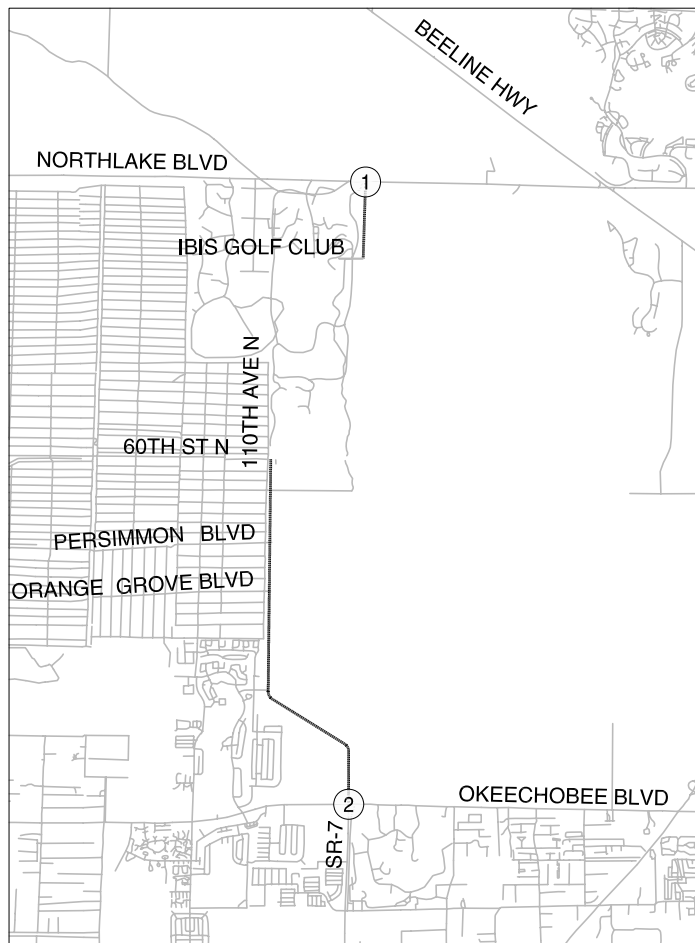 BEELINE HWY
NORTHLAKE BLVD
1
IBIS GOLF CLUB
110TH AVE N
60TH ST N
PERSIMMON BLVD
ORANGE GROVE BLVD
OKEECHOBEE BLVD
2
SR-7